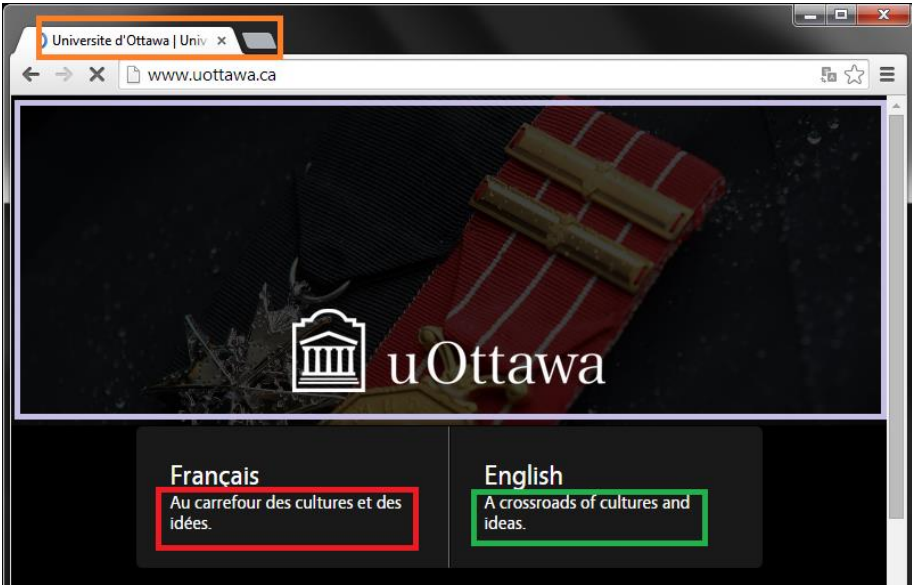 Universite d'Ottawa | Univ
www.uottawa.ca
uOttawa
Français
Au carrefour des cultures et des
idées.
English
A crossroads of cultures and
ideas.